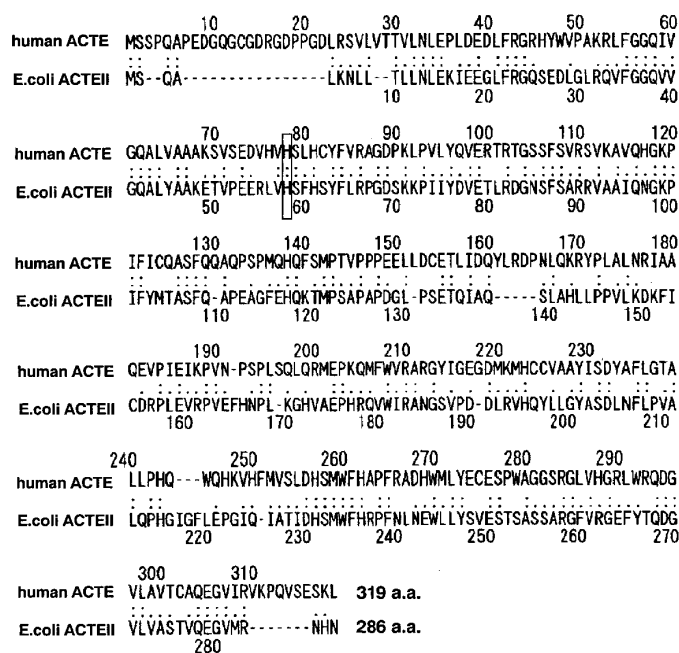 10 20 30 40 50 60
human ACTE MSSPQAPEDGQGCGDRGDPPGDLRSVLVTTVLNLEPLDEDLFRGRHYWVPAKRLFGGQIV
E.coli ACTEII MS--QA----------------LKNLL--TLLNLEKIEEGLFRGQSEDLGLRQVFGGQVV
10 20 30 40
70 80 90 100 110 120
human ACTE GQALVAAAKSVSEDVHVHSLHCYFVRAGDPKLPVLYQVERTRTGSSFSVRSVKAVQHGKP
E.coli ACTEII GQALYAAKETVPEERLVHSFHSYFLRPGDSKKPIIYDVETLRDGNSFSARRVAAIQNGKP
50 60 70 80 90 100
130 140 150 160 170 180
human ACTE IFICQASFQQAQPSPMQHQFSMPTVPPPEELLDCETLIDQYLRDPNLQKRYPLALNRIAA
E.coli ACTEII IFYMTASFQ-APEAGFEHQKTMPSAPAPDGL-PSETQIAQ-----SLAHLLPPVLKDKFI
110 120 130 140 150
190 200 210 220 230
human ACTE QEVPIEIKPVN-PSPLSQLQRMEPKQMFWVRARGYIGEGDMKMHCCVAAYISDYAFLGTA
E.coli ACTEII CDRPLEVRPVEFHNPL-KGHVAEPHRQVWIRANGSVPD-DLRVHQYLLGYASDLNFLPVA
160 170 180 190 200 210
240 250 260 270 280 290
human ACTE LLPHQ---WQHKVHFMVSLDHSMWFHAPFRADHWMLYECESPWAGGSRGLVHGRLWRQDG
E.coli ACTEII LQPHGIGFLEPGIQ-IATIDHSMWFHRPFNLNEWLLYSVESTSASSARGFVRGEFYTQDG
220 230 240 250 260 270
300 310
human ACTE VLAVTCAQEGVIRVKPQVSESKL 319 a.a.
E.coli ACTEII VLVASTVQEGVMR-------NHN 286 a.a.
280